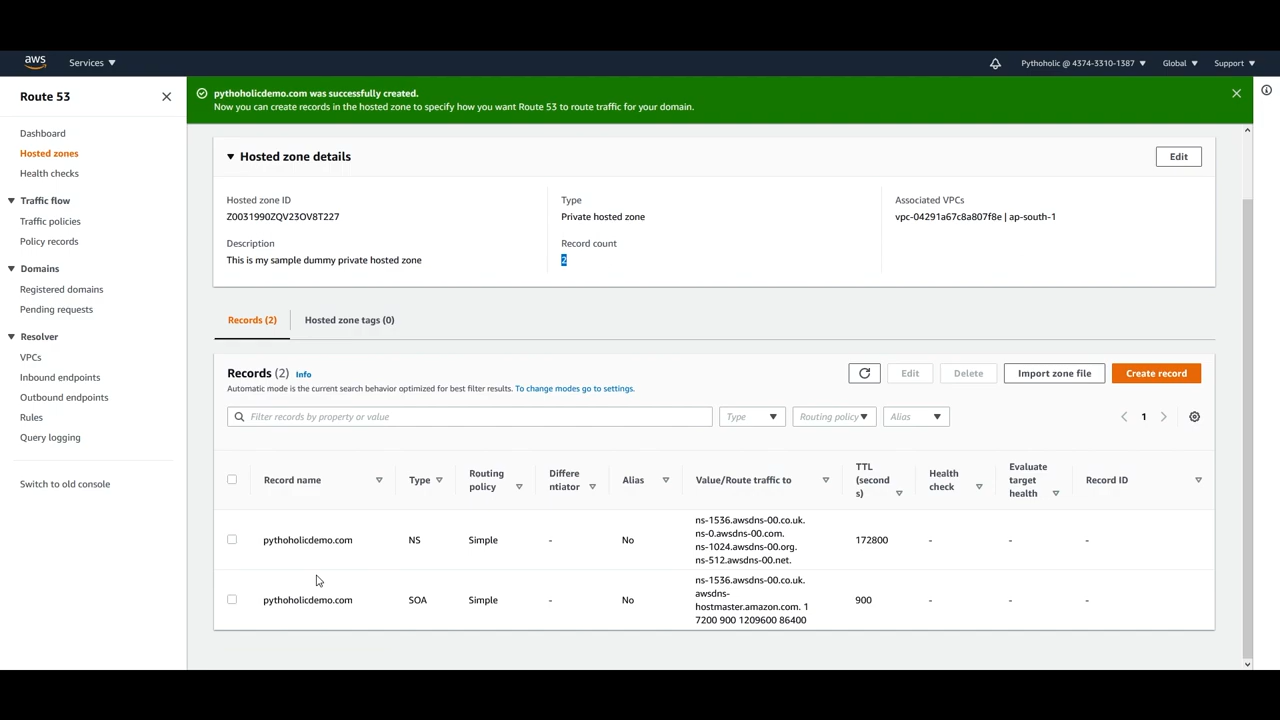 aws
Services
Pythoholic @ 4374-3310-1387
Global
Support
Route 53
Dashboard
Hosted zones
Health checks
Traffic flow
Traffic policies
Policy records
Domains
Registered domains
Pending requests
Resolver
VPCs
Inbound endpoints
Outbound endpoints
Rules
Query logging
Switch to old console
pythoholicdemo.com was successfully created.
Now you can create records in the hosted zone to specify how you want Route 53 to route traffic for your domain.
Hosted zone details
Edit
Hosted zone ID
Z0031990ZQV23OV8T227
Type
Private hosted zone
Associated VPCs
vpc-04291a67c8a807f8e | ap-south-1
Description
This is my sample dummy private hosted zone
Record count
2
Records (2)
Hosted zone tags (0)
Records (2) Info
Automatic mode is the current search behavior optimized for best filter results. To change modes go to settings.
Edit
Delete
Import zone file
Create record
Filter records by property or value
Type
Routing policy
Alias
1
Record name
Type
Routing
policy
Differe
ntiator
Alias
Value/Route traffic to
TTL
(second
s)
Health
check
Evaluate
target
health
Record ID
pythoholicdemo.com
NS
Simple
-
No
ns-1536.awsdns-00.co.uk.
ns-0.awsdns-00.com.
ns-1024.awsdns-00.org.
ns-512.awsdns-00.net.
172800
-
-
-
pythoholicdemo.com
SOA
Simple
-
No
ns-1536.awsdns-00.co.uk.
awsdns-
hostmaster.amazon.com. 1
7200 900 1209600 86400
900
-
-
-